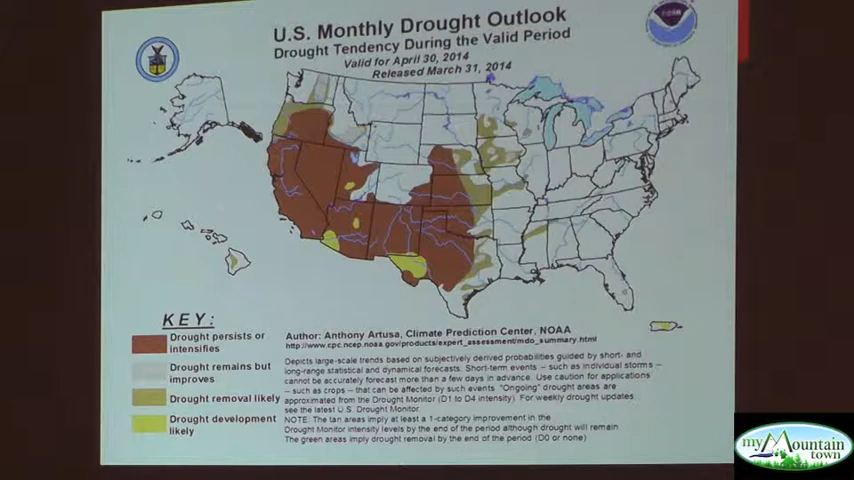 U.S. Monthly Drought Outlook
Drought Tendency During the Valid Period
Valid for April 30, 2014
Released March 31, 2014
KEY:
Drought persists or
intensifies
Drought remains but
improves
Drought removal likely
Drought development
likely
Author: Anthony Artusa, Climate Prediction Center, NOAA
http://www.cpc.ncep.noaa.gov/products/expert_assessment/mdo_summary.html
Depicts large-scale trends based on subjectively derived probabilities guided by short- and
long-range statistical and dynamical forecasts. Short-term events -- such as individual storms --
cannot be accurately forecast more than a few days in advance. Use caution for applications
-- such as crops -- that can be affected by such events. "Ongoing" drought areas are
approximated from the Drought Monitor (D1 to D4 intensity). For weekly drought updates
see the latest U.S. Drought Monitor.
NOTE: The tan areas imply at least a 1-category improvement in the
Drought Monitor intensity levels by the end of the period although drought will remain
The green areas imply drought removal by the end of the period (D0 or none)
my Mountain
town